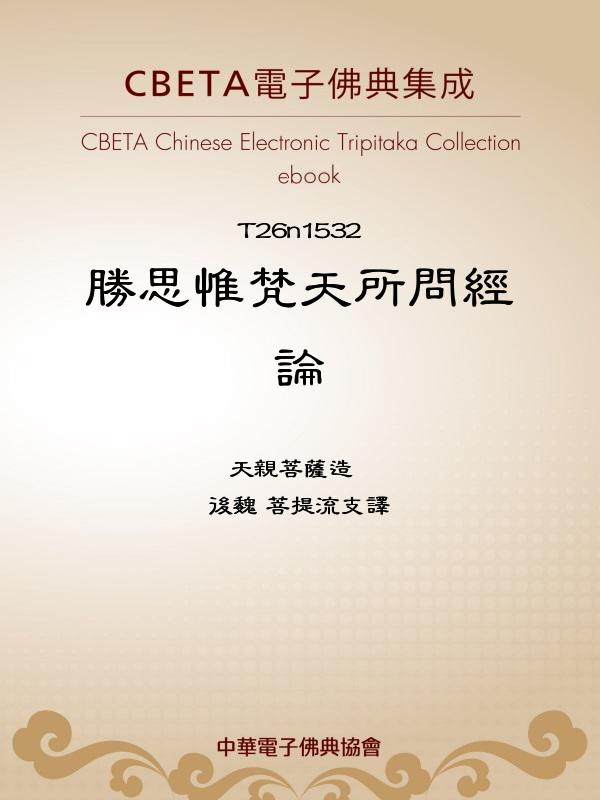 CBETA電子佛典集成
CBETA Chinese Electronic Tripitaka Collection
ebook
T26n1532
勝思惟梵天所問經
論
天親菩薩造
後魏 菩提流支譯
中華電子佛典協會